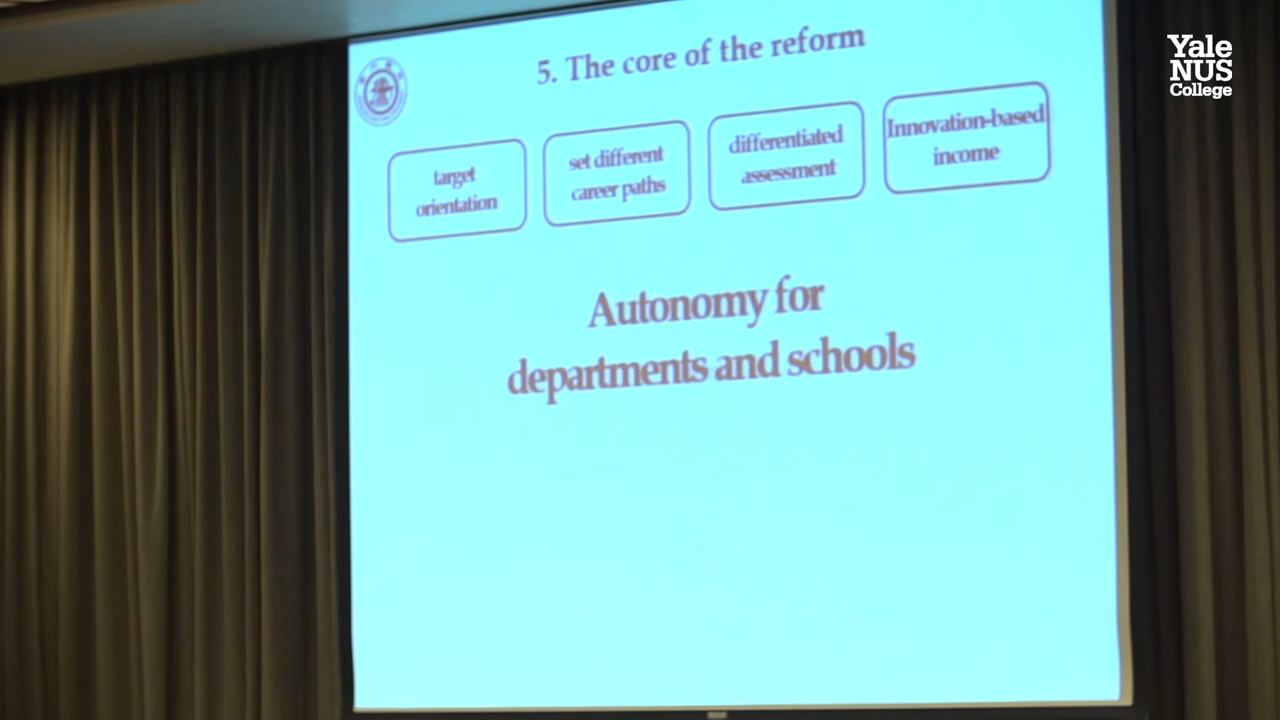 Yale
NUS
College
5. The core of the reform
target
orientation
set different
career paths
differentiated
assessment
Innovation-based
income
Autonomy for
departments and schools